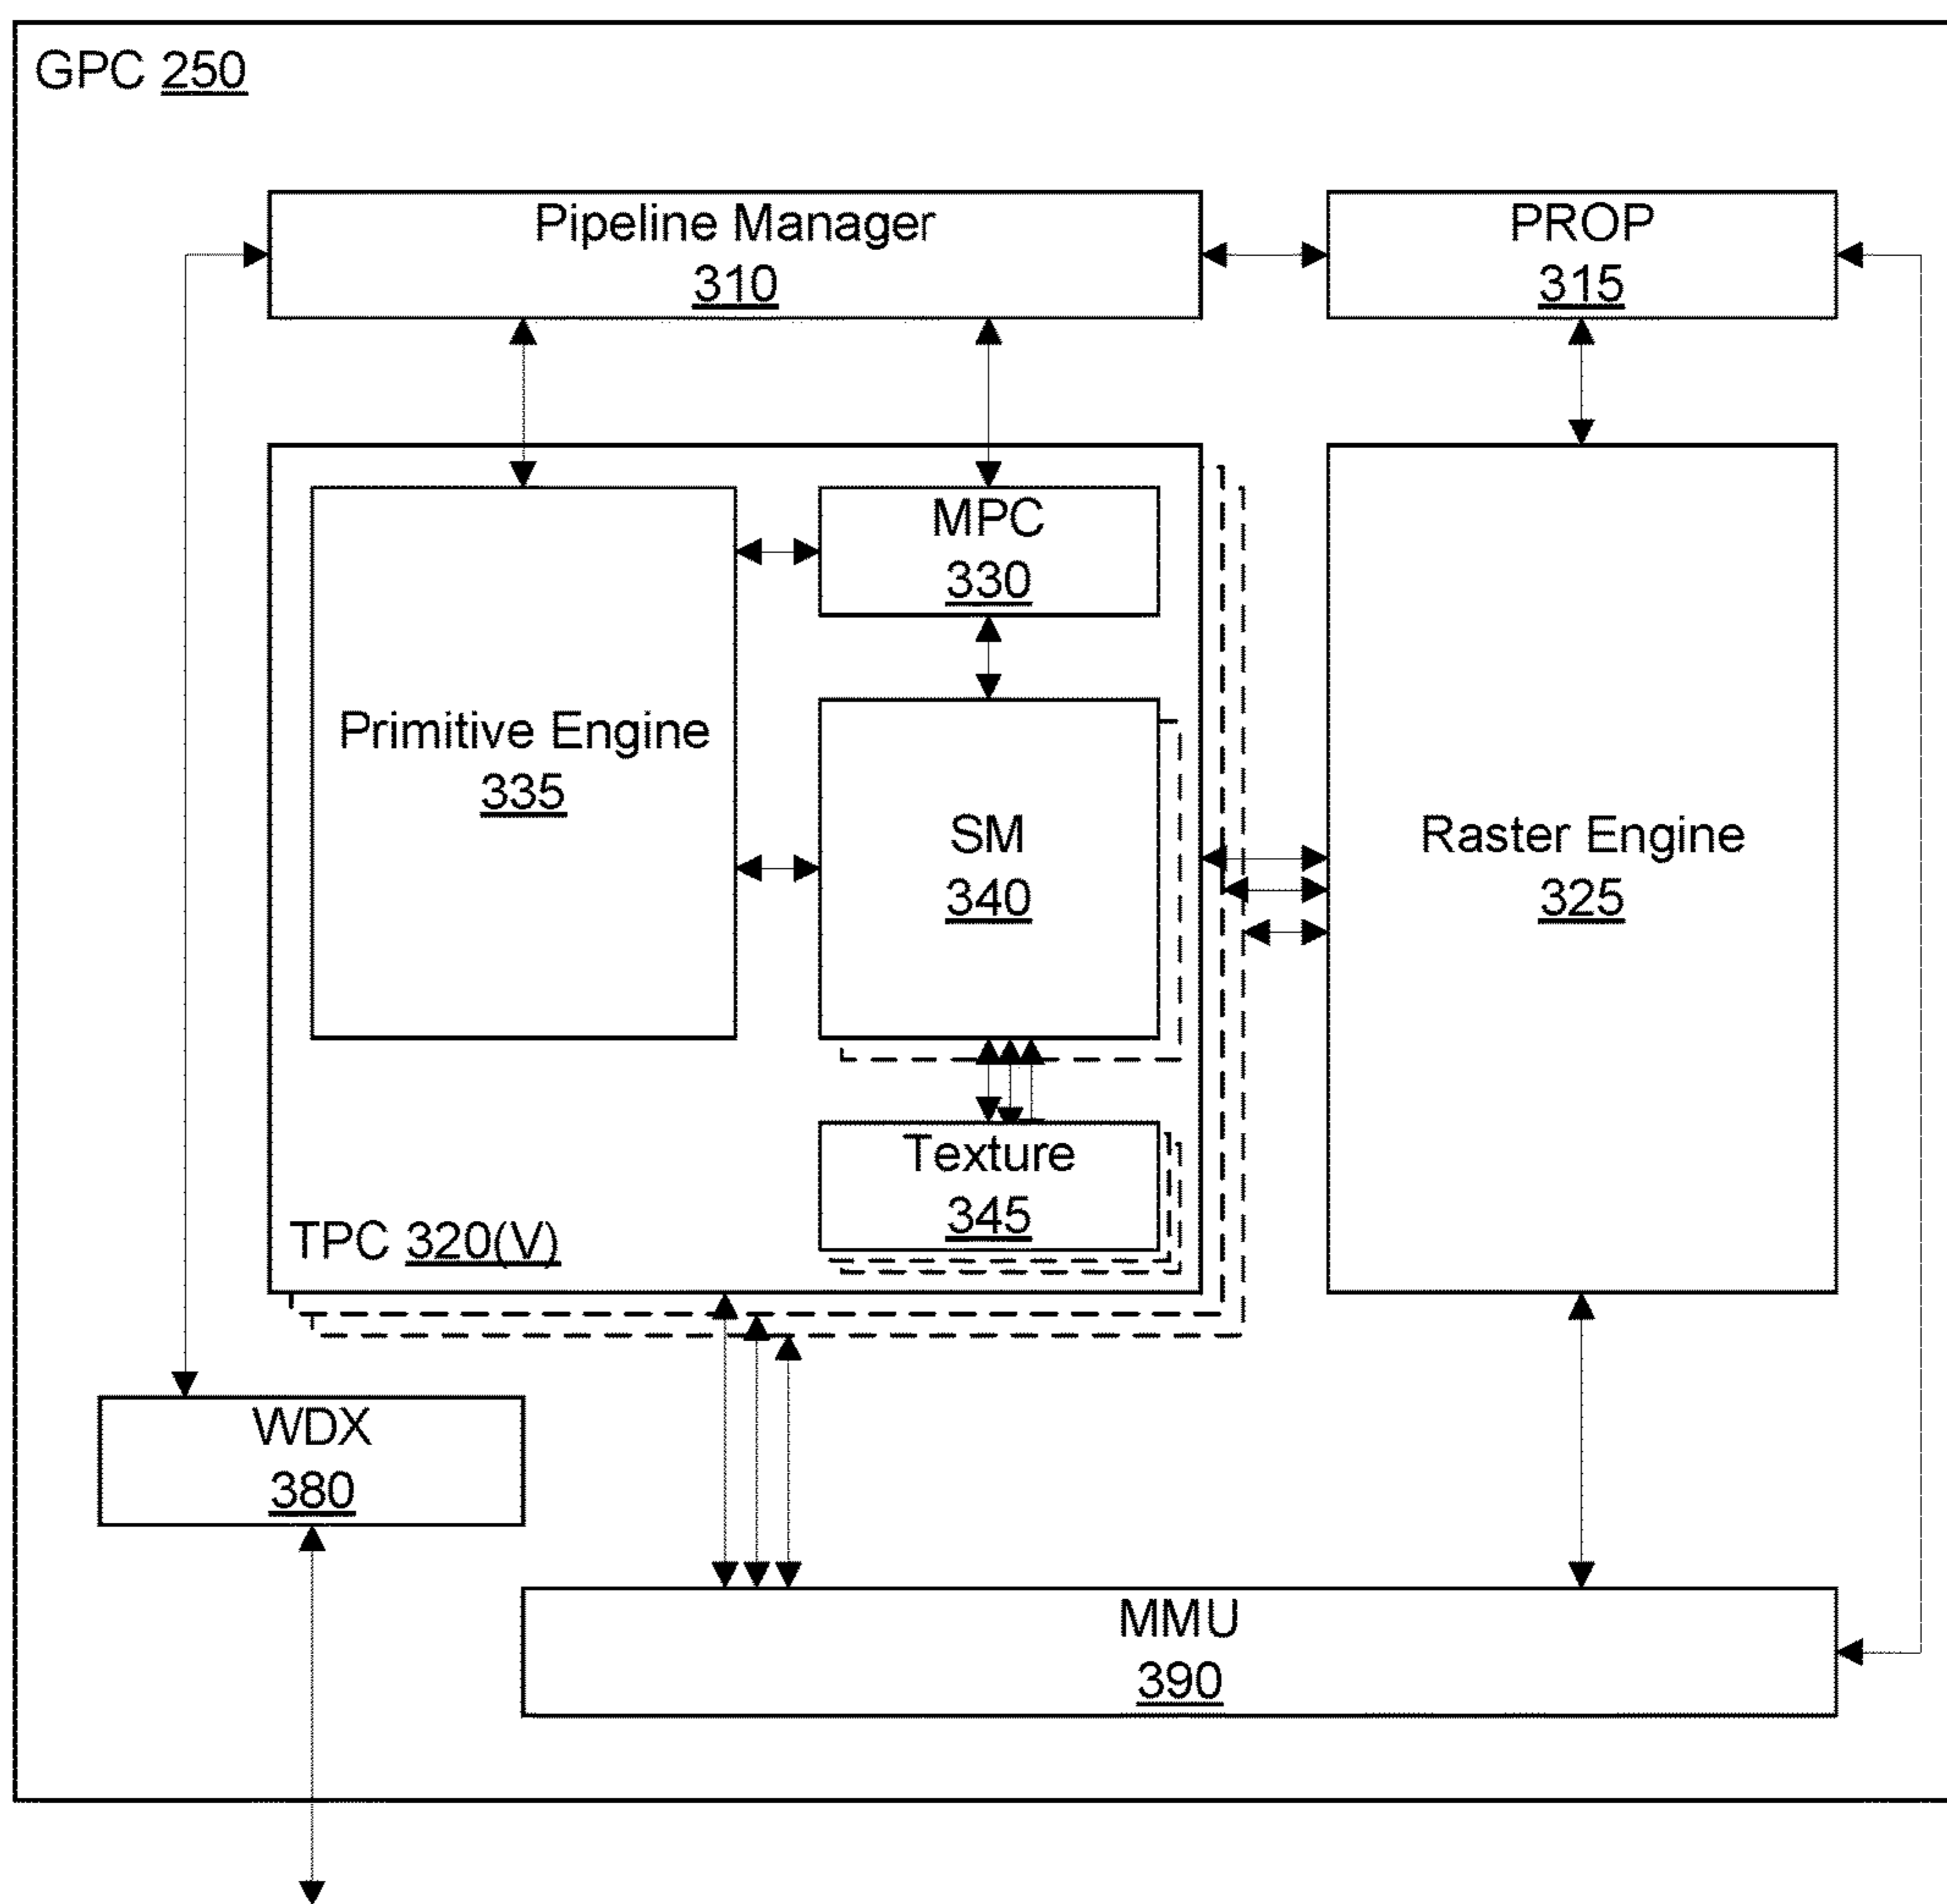 GPC 250
Pipeline Manager
310
PROP
315
MPC
330
Primitive Engine
335
SM
340
Raster Engine
325
Texture
345
TPC 320(V)
WDX
380
MMU
390